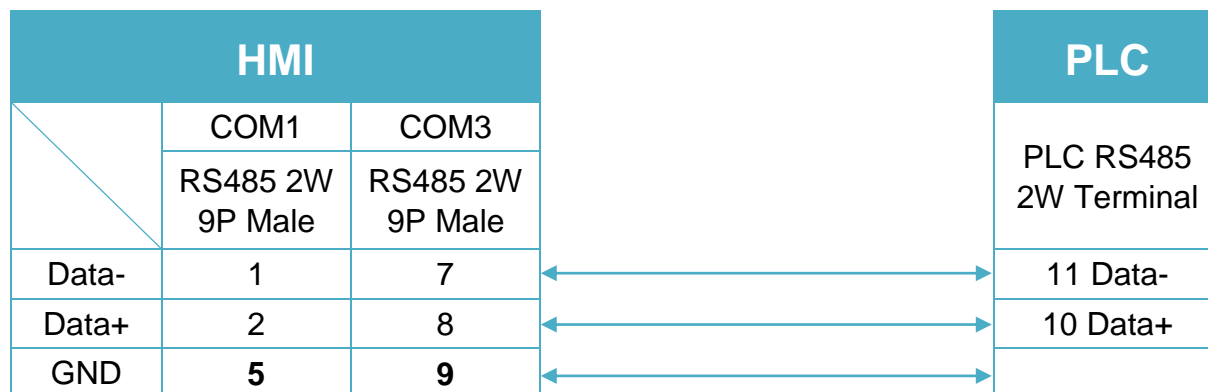 HMI
PLC
COM1 COM3
RS485 2W
9P Male
RS485 2W
9P Male
PLC RS485
2W Terminal
Data- 1 7 11 Data-
Data+ 2 8 10 Data+
GND 5 9